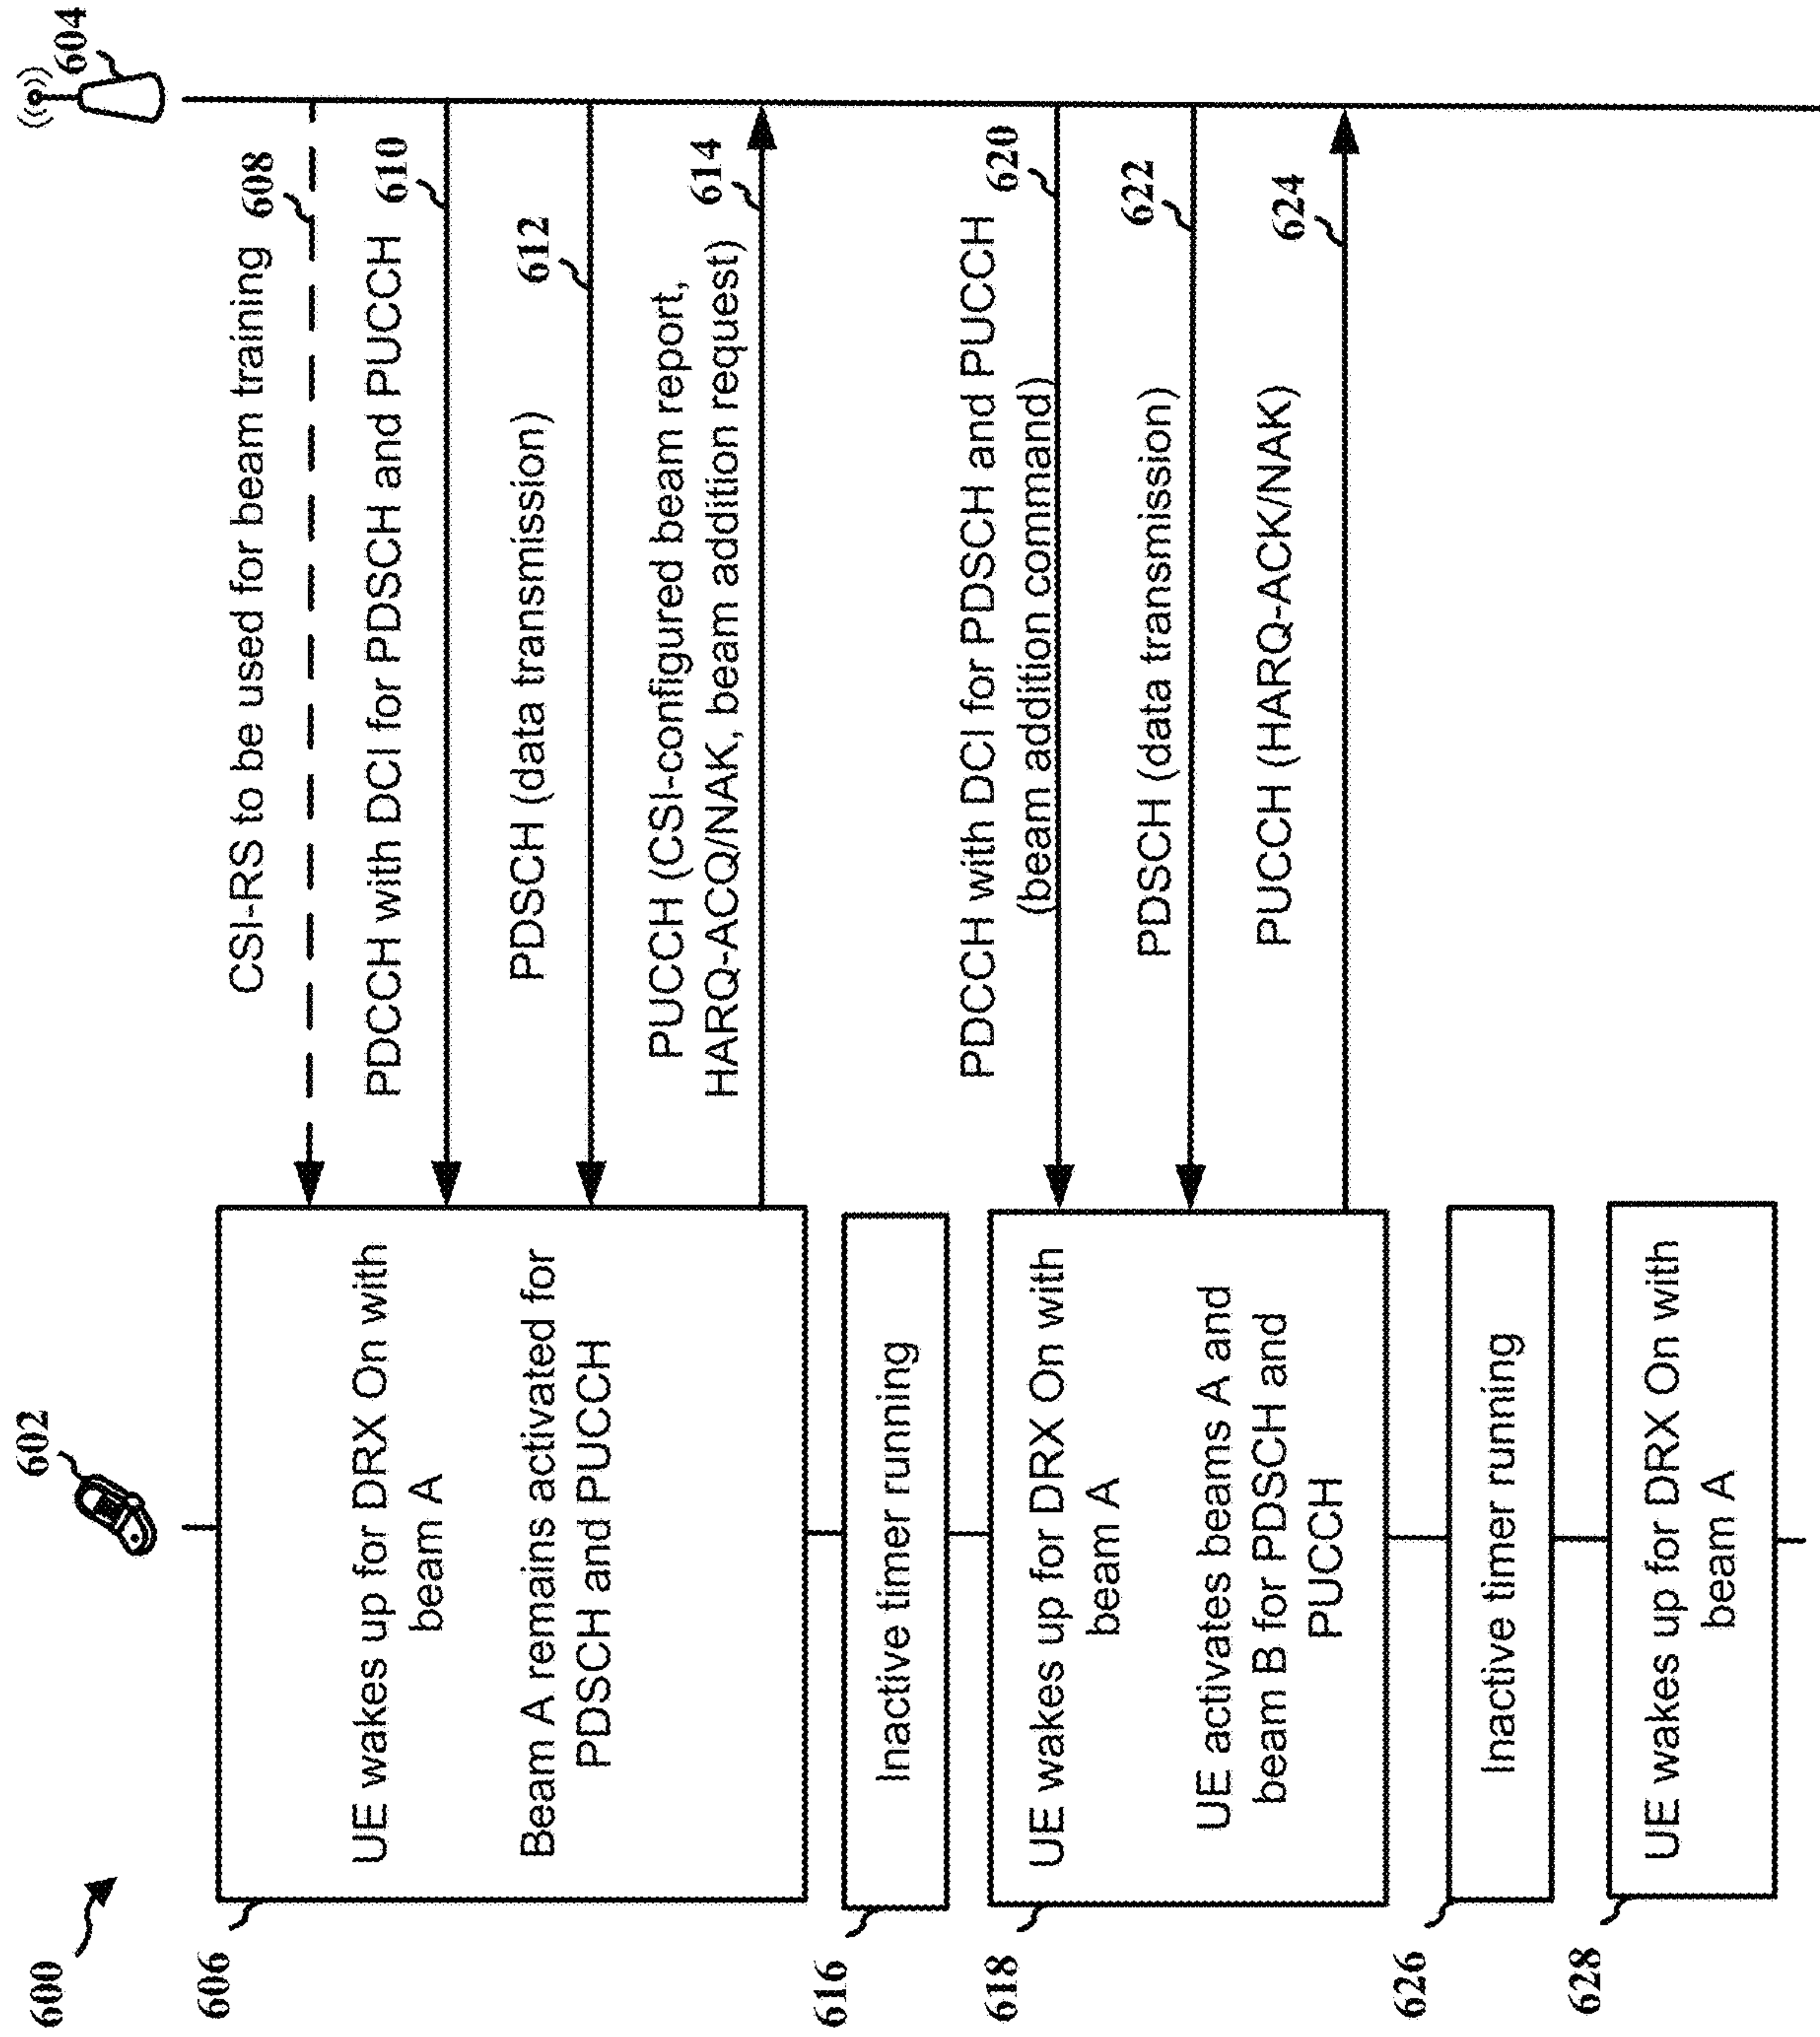 600
602
604
606
UE wakes up for DRX On with
beam A
Beam A remains activated for
PDSCH and PUCCH
CSI-RS to be used for beam training
608
PDCCH with DCI for PDSCH and PUCCH
610
PDSCH (data transmission)
612
PUCCH (CSI-configured beam report,
HARQ-ACQ/NAK, beam addition request)
614
616
Inactive timer running
618
UE wakes up for DRX On with
beam A
UE activates beams A and
beam B for PDSCH and
PUCCH
PDCCH with DCI for PDSCH and PUCCH
(beam addition command)
620
PDSCH (data transmission)
622
PUCCH (HARQ-ACK/NAK)
624
626
Inactive timer running
628
UE wakes up for DRX On with
beam A